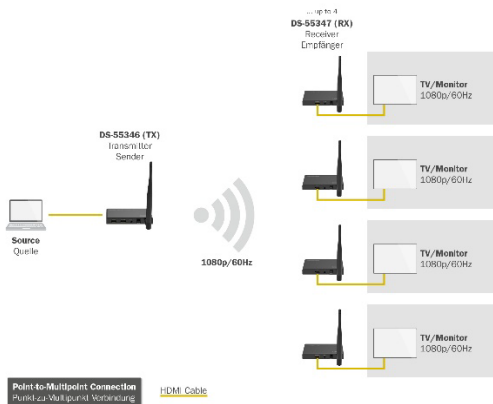 ... up to 4
DS-55347 (RX)
Receiver
Empfänger
TV/Monitor
1080p/60Hz
DS-55346 (TX)
Transmittor
Sender
TV/Monitor
1080p/60Hz
Source
Quelle
1080p/60Hz
TV/Monitor
1080p/60Hz
TV/Monitor
1080p/60Hz
Point-to-Multipoint Connection
Punkt-zu-Multipunkt Verbindung
HDMI Cable